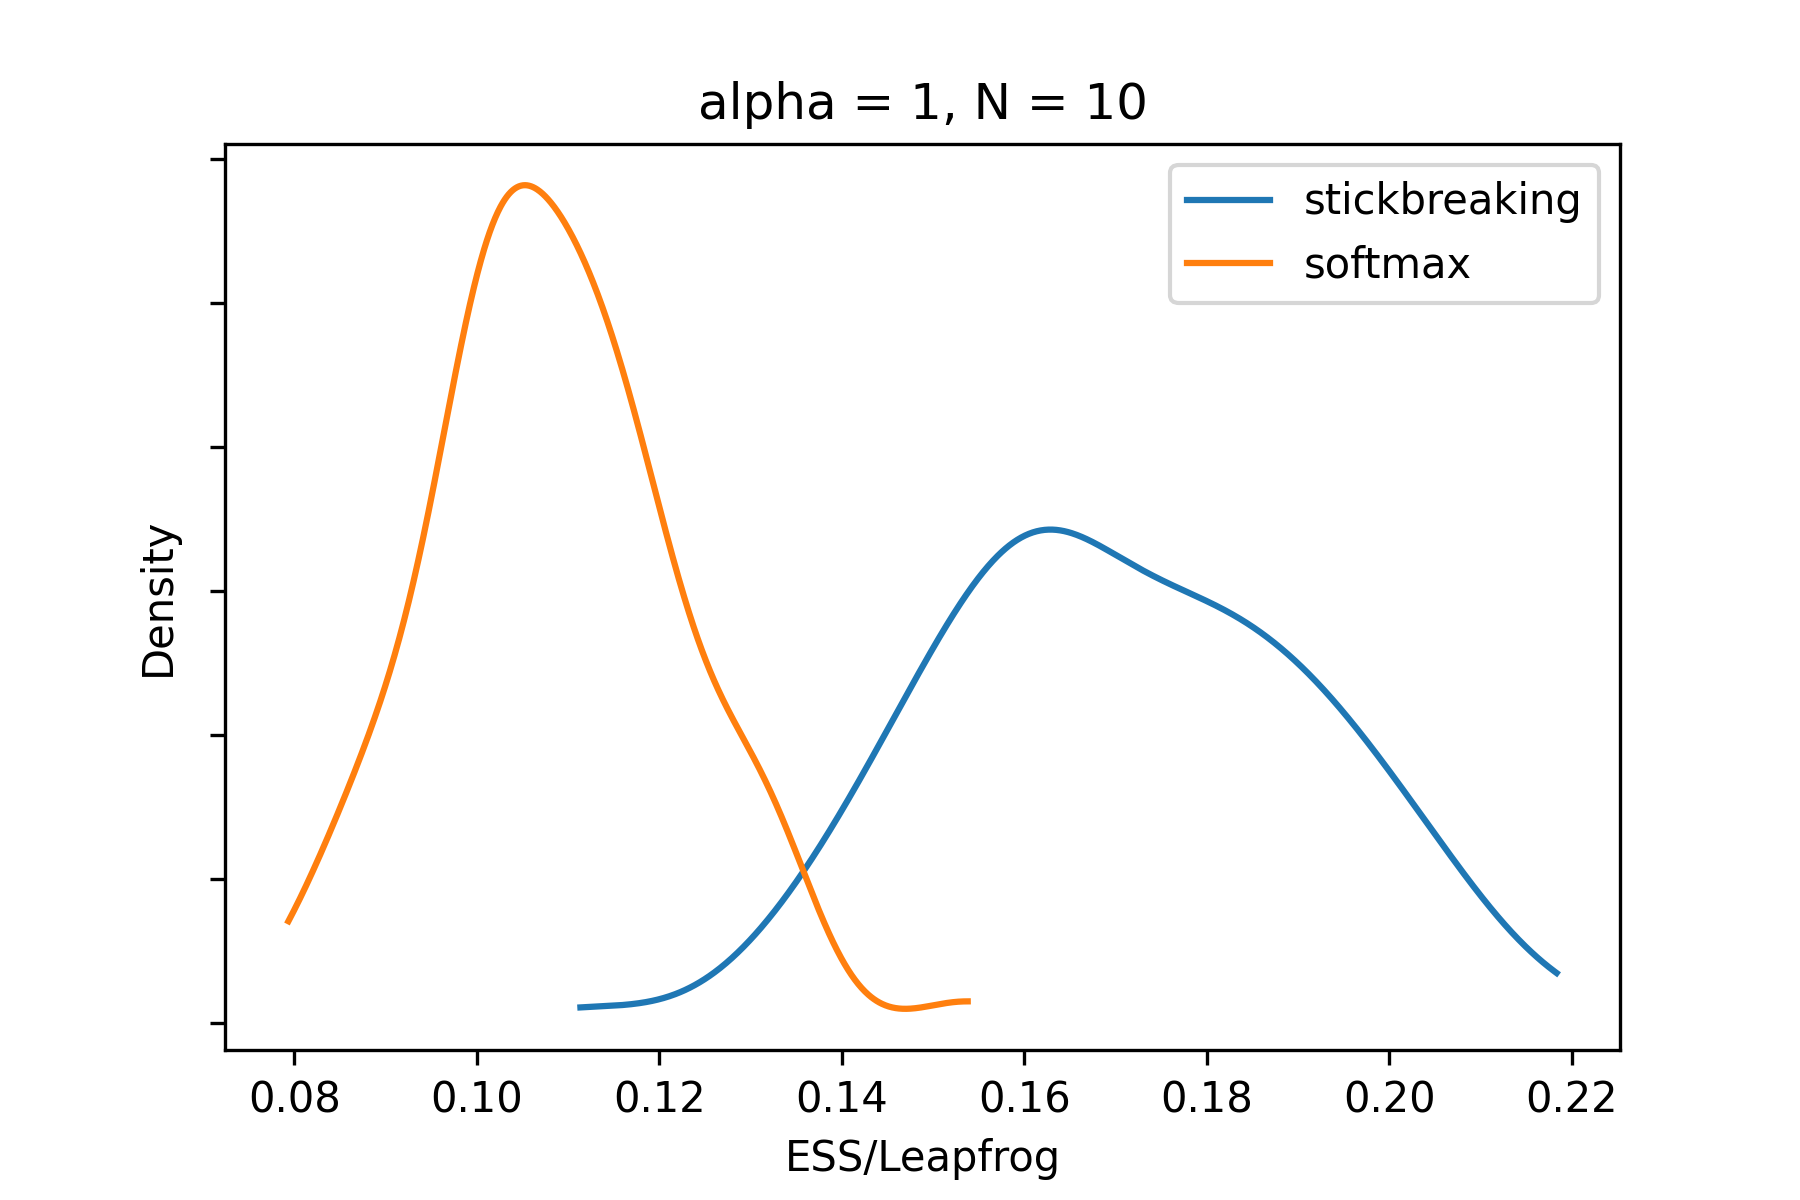 alpha = 1, N = 10
stickbreaking
softmax
Density
0.08 0.10 0.12 0.14 0.16 0.18 0.20 0.22
ESS/Leapfrog